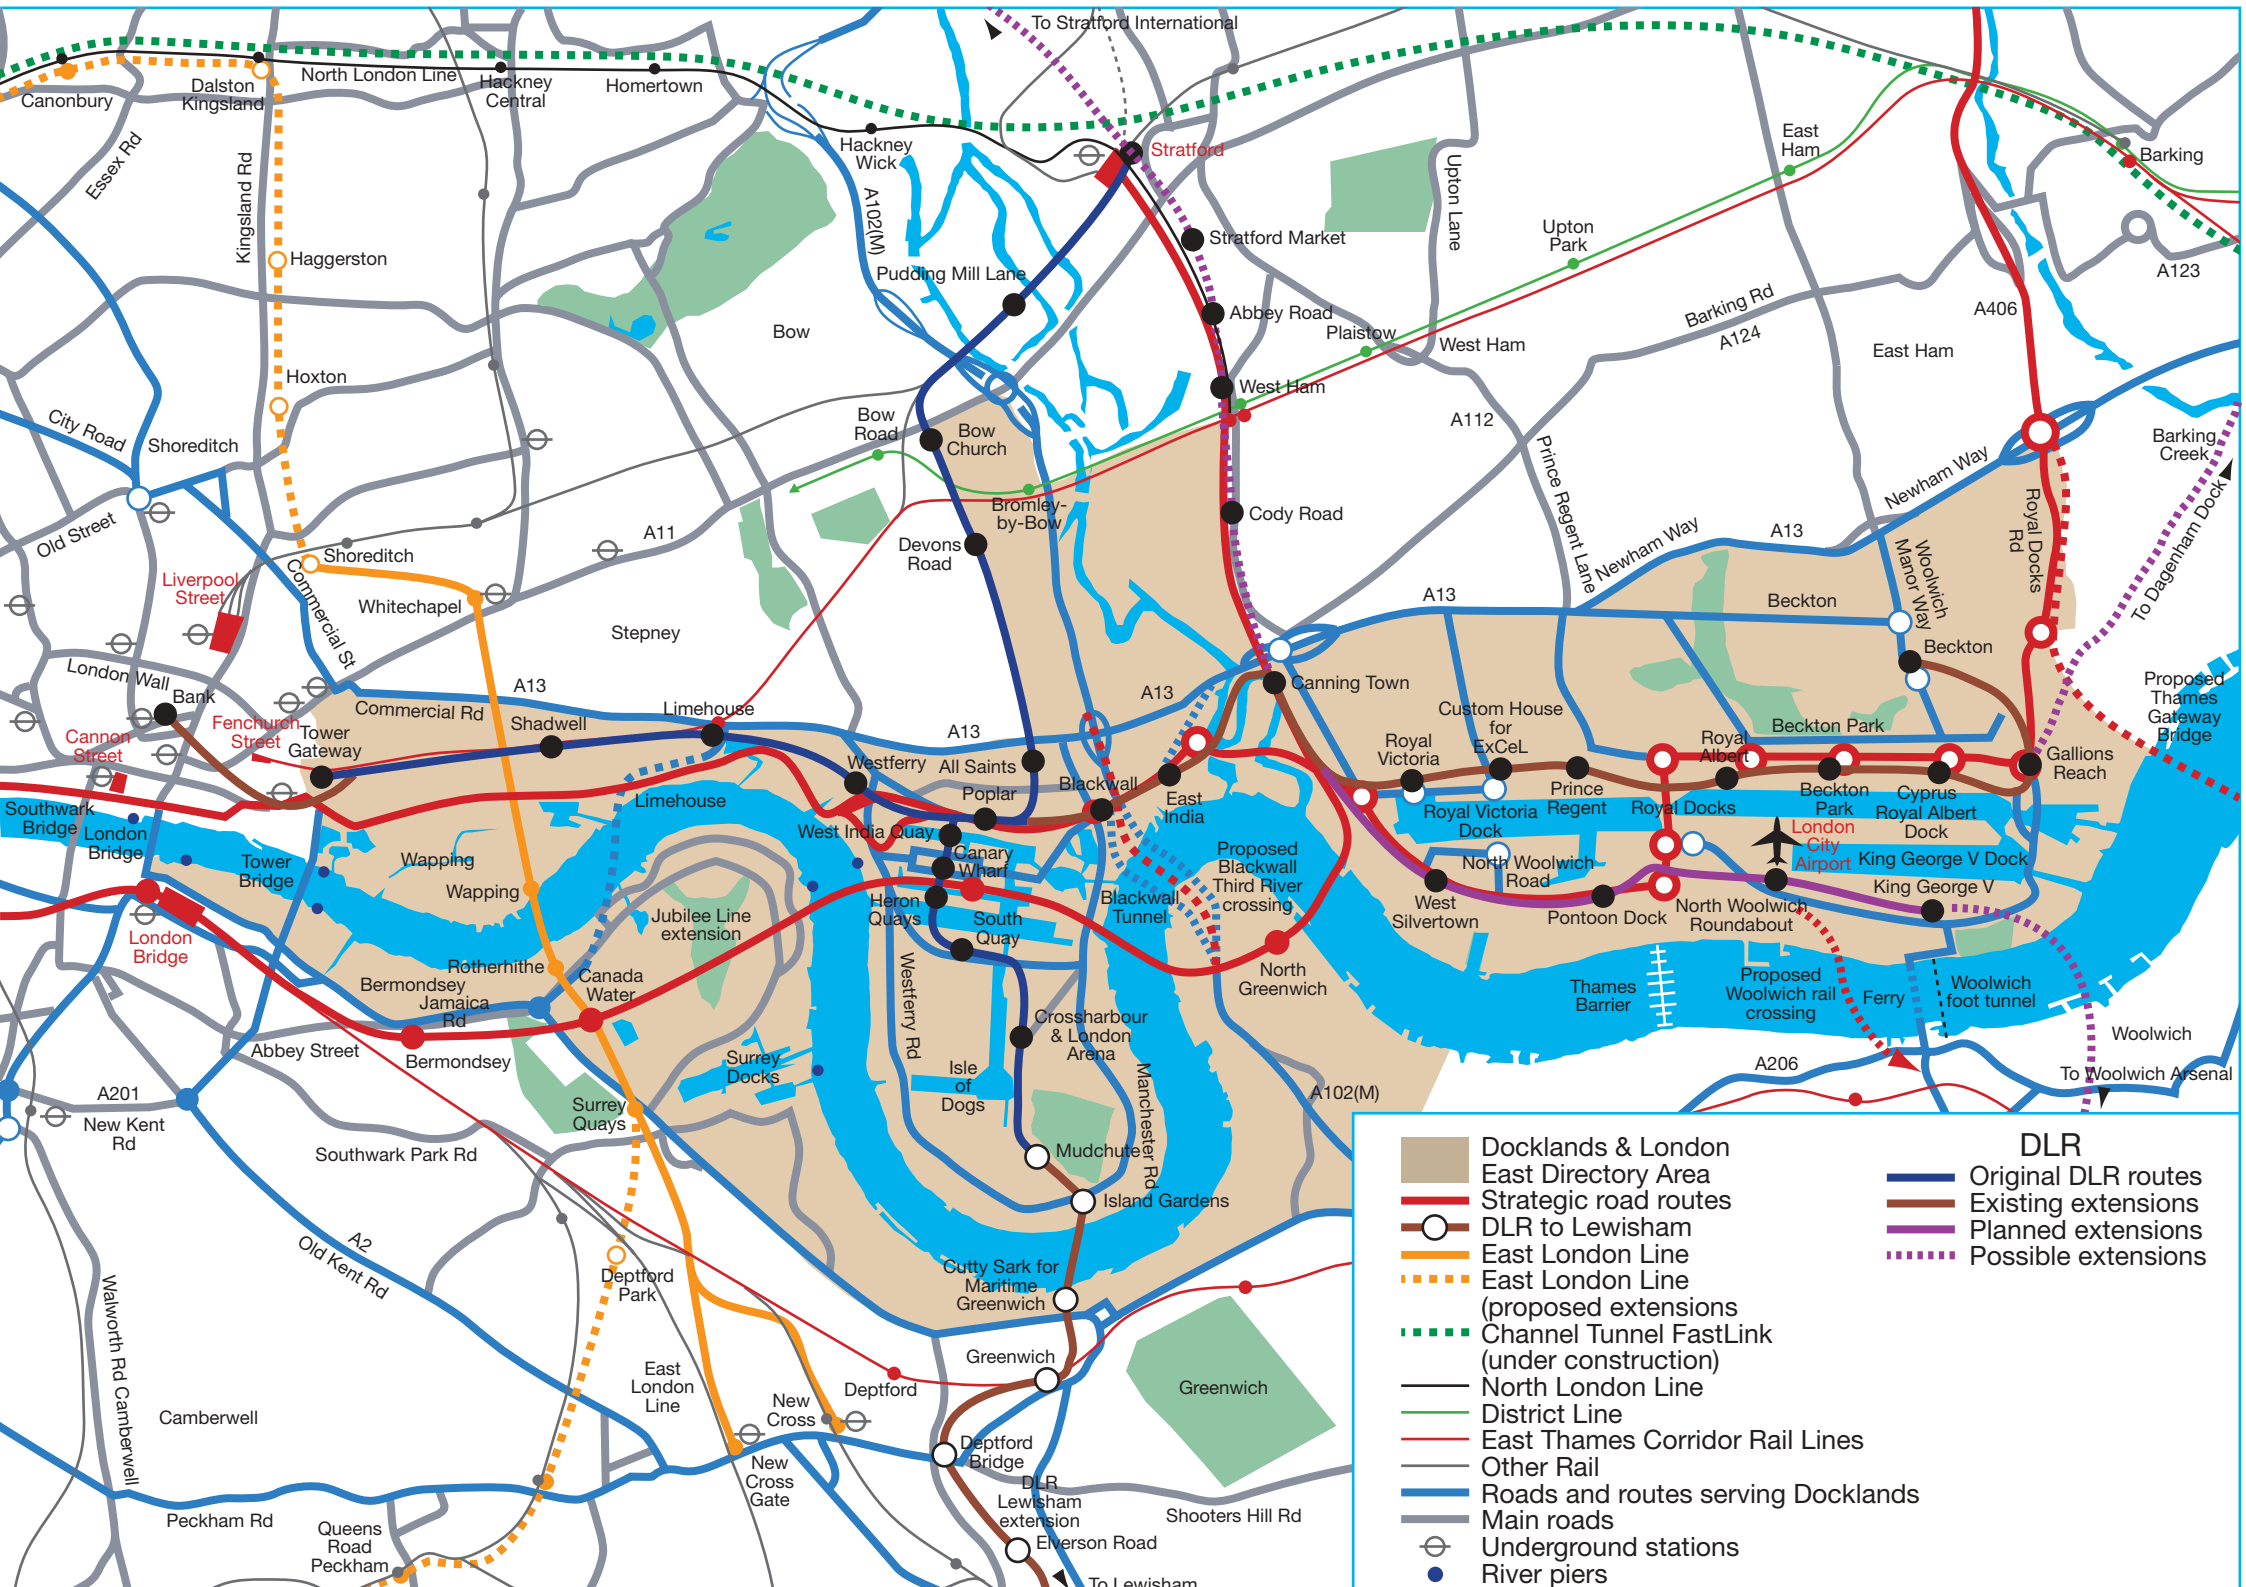 To Stratford International
Canonbury
Dalston
Kingsland
North London Line
Hackney
Central
Homertown
Hackney
Wick
Stratford
East
Ham
Barking
Essex Rd
Kingsland Rd
A102(M)
Upton Lane
Haggerston
Pudding Mill Lane
Stratford Market
Upton
Park
A123
Abbey Road
Barking Rd
A124
A406
Bow
Plaistow
West Ham
East Ham
Hoxton
West Ham
City Road
Shoreditch
Bow
Road
Bow
Church
A112
Prince Regent Lane
Barking
Creek
Newham Way
Royal Docks
Rd
Old Street
Bromley-
by-Bow
Cody Road
A11
Devons
Road
Newham Way
A13
Woolwich
Manor Way
To Dagenham Dock
Shoreditch
Commercial St
Liverpool
Street
Whitechapel
Stepney
A13
Beckton
Beckton
London Wall
Bank
A13
Commercial Rd
Shadwell
Limehouse
A13
A13
Canning Town
Proposed
Thames
Gateway
Bridge
Cannon
Street
Fenchurch
Street
Tower
Gateway
Custom House
for
ExCeL
Royal
Victoria
Beckton Park
Royal
Albert
Gallions
Reach
Westferry
All Saints
Poplar
Blackwall
East
India
Prince
Regent
Royal Docks
Beckton
Park
Cyprus
Royal Albert
Dock
Southwark
Bridge
London
Bridge
Limehouse
West India Quay
Royal Victoria
Dock
London
City
Airport
King George V Dock
Tower
Bridge
Wapping
Wapping
Canary
Wharf
Heron
Quays
South
Quay
Proposed
Blackwall
Third River
crossing
Blackwall
Tunnel
North Woolwich
Road
King George V
West
Silvertown
Pontoon Dock
North Woolwich
Roundabout
London
Bridge
Jubilee Line
extension
Rotherhithe
Canada
Water
Bermondsey
Jamaica
Rd
Westferry Rd
North
Greenwich
Thames
Barrier
Proposed
Woolwich rail
crossing
Ferry
Woolwich
foot tunnel
Crossharbour
& London
Arena
Woolwich
Abbey Street
Bermondsey
Surrey
Docks
Isle
of
Dogs
Manchester Rd
A102(M)
A206
To Woolwich Arsenal
A201
New Kent
Rd
Surrey
Quays
Southwark Park Rd
Mudchute
Island Gardens
A2
Old Kent Rd
Walworth Rd Camberwell
Deptford
Park
Cutty Sark for
Maritime
Greenwich
Greenwich
Greenwich
East
London
Line
Deptford
New
Cross
Camberwell
Deptford
Bridge
New
Cross
Gate
DLR
Lewisham
extension
Shooters Hill Rd
Peckham Rd
Queens
Road
Peckham
Elverson Road
To Lewisham
Docklands & London
East Directory Area
Strategic road routes
DLR to Lewisham
East London Line
East London Line
(proposed extensions
Channel Tunnel FastLink
(under construction)
North London Line
District Line
East Thames Corridor Rail Lines
Other Rail
Roads and routes serving Docklands
Main roads
Underground stations
River piers
DLR
Original DLR routes
Existing extensions
Planned extensions
Possible extensions